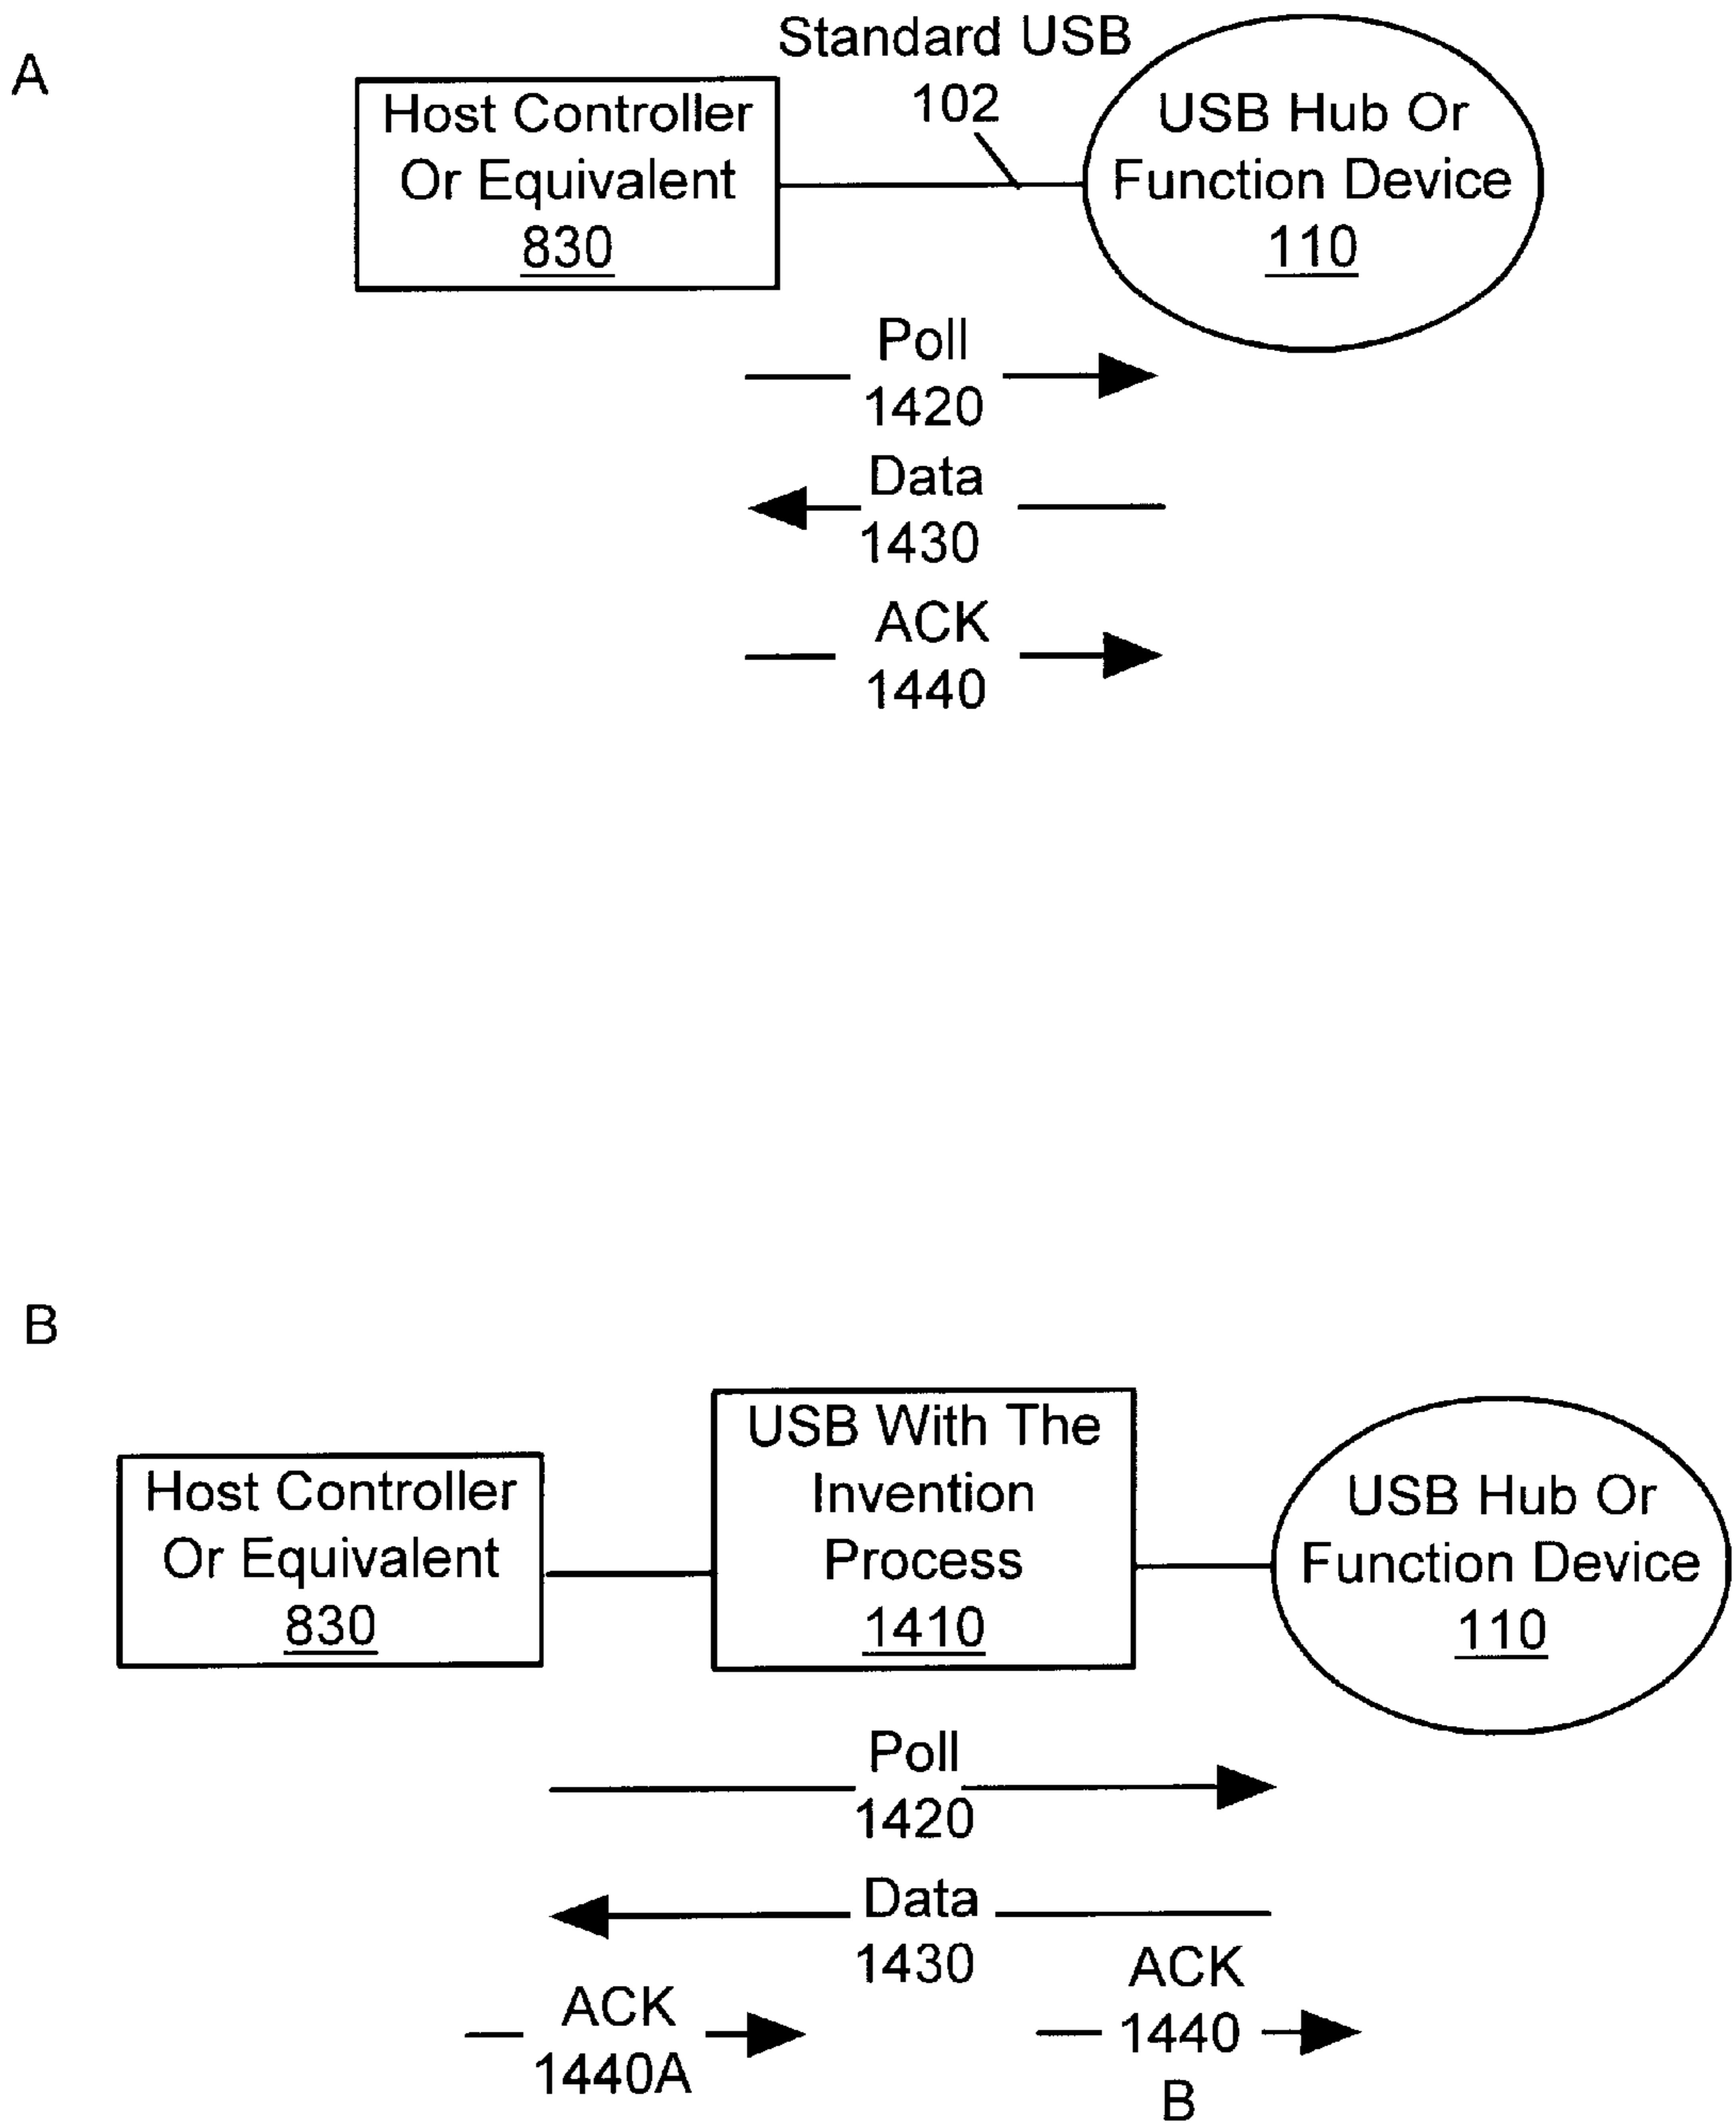 A
Standard USB
102
Host Controller
Or Equivalent
830
USB Hub Or
Function Device
110
Poll
1420
Data
1430
ACK
1440
B
Host Controller
Or Equivalent
830
USB With The
Invention
Process
1410
USB Hub Or
Function Device
110
Poll
1420
Data
1430
ACK
1440A
ACK
1440
B